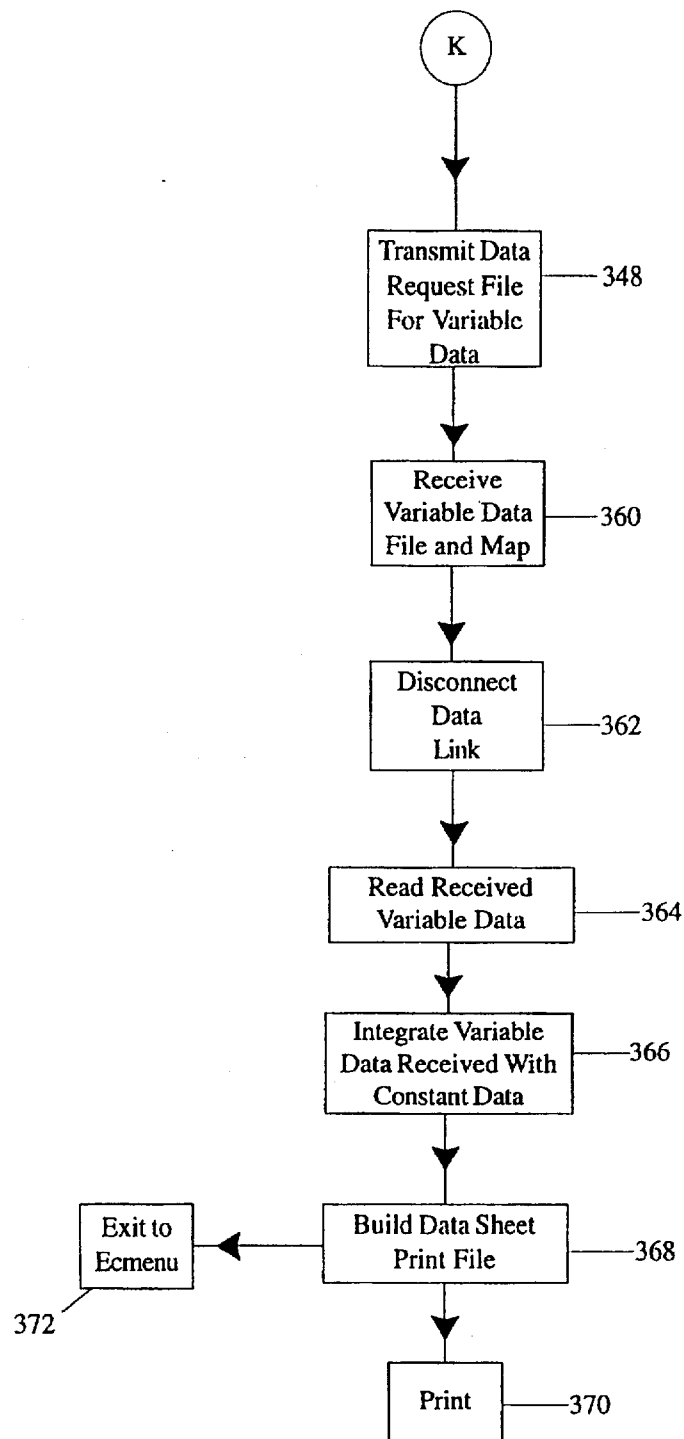 K
Transmit Data
Request File
For Variable
Data
348
Receive
Variable Data
File and Map
360
Disconnect
Data
Link
362
Read Received
Variable Data
364
Integrate Variable
Data Received With
Constant Data
366
Exit to
Ecmenu
372
Build Data Sheet
Print File
368
Print
370